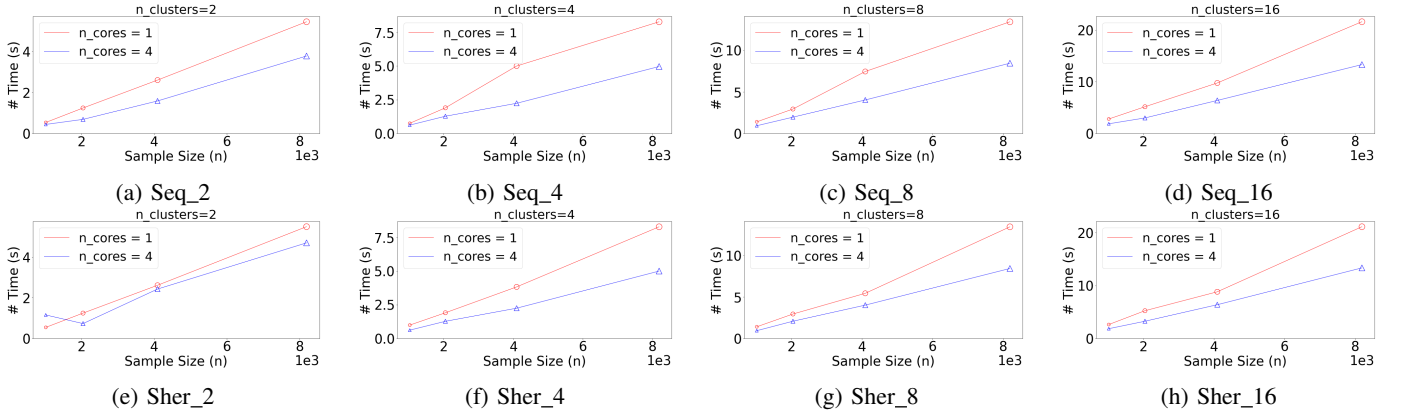 n_clusters=2
n_cores = 1
n_cores = 4
# Time (s)
4
2
0
2
4
6
8
Sample Size (n)
1e3
(a) Seq_2
n_clusters=4
n_cores = 1
n_cores = 4
# Time (s)
7.5
5.0
2.5
0.0
2
4
6
8
Sample Size (n)
1e3
(b) Seq_4
n_clusters=8
n_cores = 1
n_cores = 4
# Time (s)
10
5
0
2
4
6
8
Sample Size (n)
1e3
(c) Seq_8
n_clusters=16
n_cores = 1
n_cores = 4
# Time (s)
20
10
0
2
4
6
8
Sample Size (n)
1e3
(d) Seq_16
n_clusters=2
n_cores = 1
n_cores = 4
# Time (s)
4
2
0
2
4
6
8
Sample Size (n)
1e3
(e) Sher_2
n_clusters=4
n_cores = 1
n_cores = 4
# Time (s)
7.5
5.0
2.5
0.0
2
4
6
8
Sample Size (n)
1e3
(f) Sher_4
n_clusters=8
n_cores = 1
n_cores = 4
# Time (s)
10
5
0
2
4
6
8
Sample Size (n)
1e3
(g) Sher_8
n_clusters=16
n_cores = 1
n_cores = 4
# Time (s)
20
10
0
2
4
6
8
Sample Size (n)
1e3
(h) Sher_16